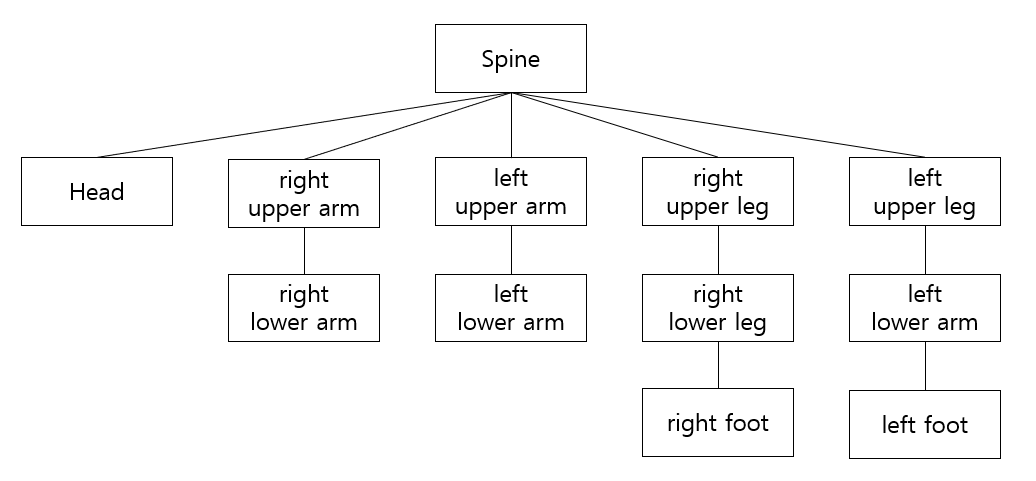 Spine
Head
right
upper arm
left
upper arm
right
upper leg
left
upper leg
right
lower arm
left
lower arm
right
lower leg
left
lower arm
right foot
left foot